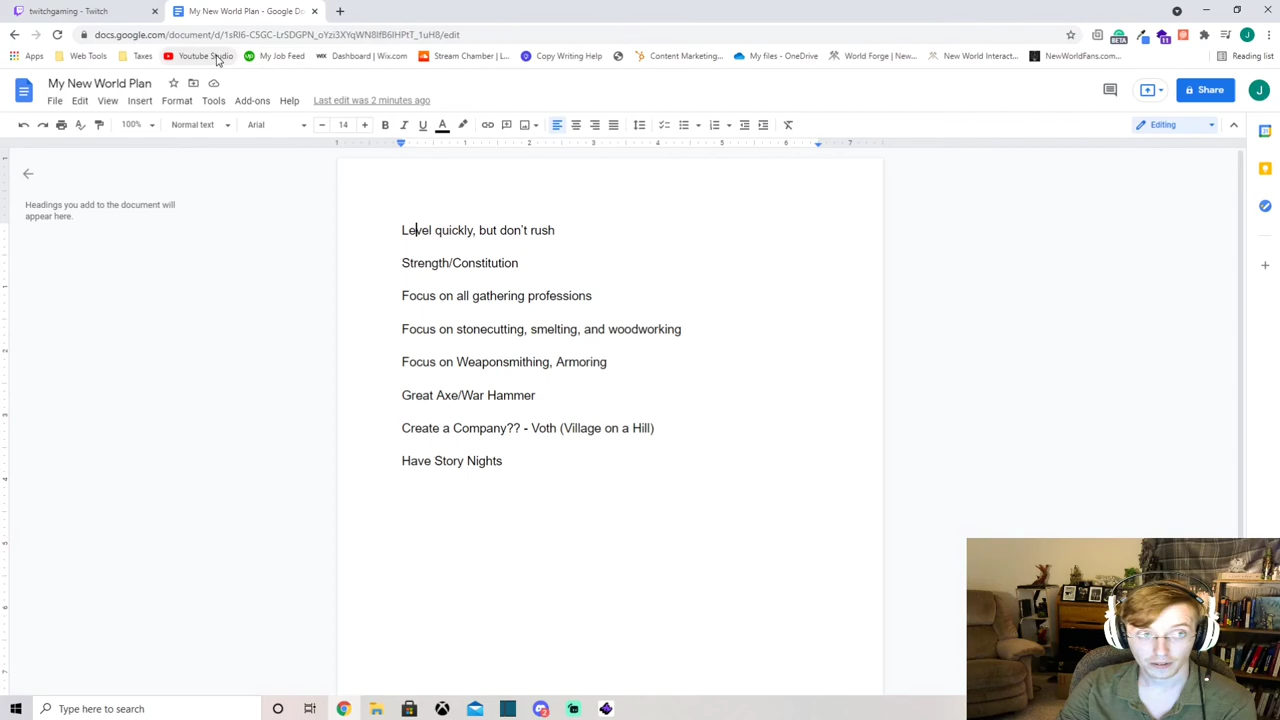 twitchgaming - Twitch
My New World Plan - Google Do
docs.google.com/document/d/1sRl6-C5GC-LrSDGPN_oYzi3XYqWN8lfB6IHPtT_1uH8/edit
Apps Web Tools Taxes Youtube Studio My Job Feed Dashboard | Wix.com Stream Chamber | L... Copy Writing Help Content Marketing... My files - OneDrive World Forge | New... New World Interact... NewWorldFans.com... Reading list
My New World Plan
File Edit View Insert Format Tools Add-ons Help Last edit was 2 minutes ago
Share
100% Normal text Arial 14 Editing
Headings you add to the document will
appear here.
Level quickly, but don't rush
Strength/Constitution
Focus on all gathering professions
Focus on stonecutting, smelting, and woodworking
Focus on Weaponsmithing, Armoring
Great Axe/War Hammer
Create a Company?? - Voth (Village on a Hill)
Have Story Nights
Type here to search